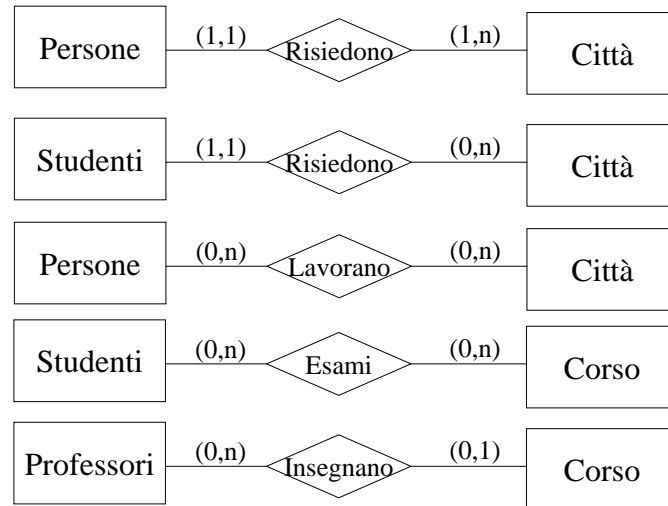 Persone (1,1) Risiedono (1,n) Città
Studenti (1,1) Risiedono (0,n) Città
Persone (0,n) Lavorano (0,n) Città
Studenti (0,n) Esami (0,n) Corso
Professori (0,n) Insegnano (0,1) Corso